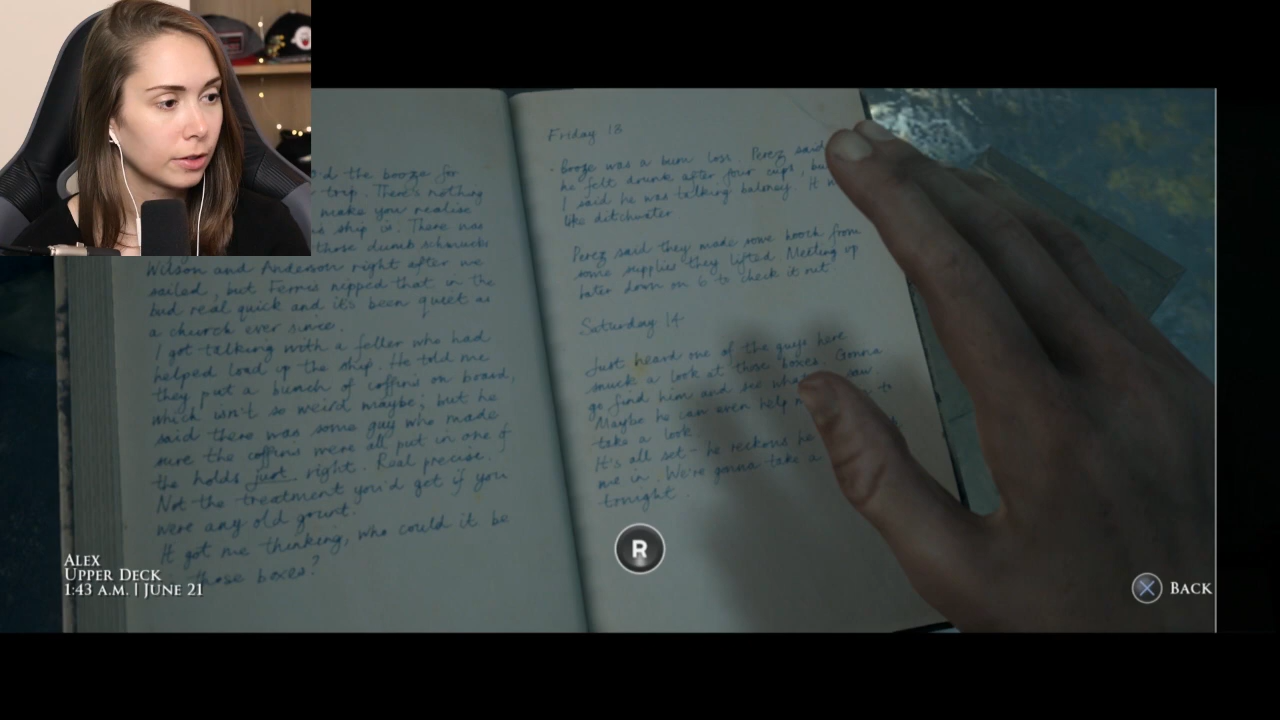 d the booze for
trip. There's nothing
make you realise
ship is. There was
those dumb schmucks
Wilson and Anderson right after we
sailed, but Ferris nipped that in the
bud real quick and it's been quiet as
a church ever since.
I got talking with a feller who had
helped load up the ship. He told me
they put a bunch of coffins on board,
which isn't so weird maybe; but he
said there was some guy who made
sure the coffins were all put in one of
the holds just right. Real precise.
Not the treatment you'd get if you
were any old grunt.
It got me thinking, who could it be
those boxes?
Friday 13
Booze was a bum loss. Perez said
he felt drunk after four cups, bu
I said he was talking baloney. It
like ditchwater
Perez said they made some hooch from
some supplies they lifted. Meeting up
later down on 6 to check it out.
Saturday 14
Just heard one of the guys here
snuck a look at those boxes. Gonna
go find him and see wha saw
Maybe he can even help to
take a look
It's all set - he reckons he
me in. We're gonna take a
tonight.
R
ALEX
UPPER DECK
1:43 A.M. | JUNE 21
BACK